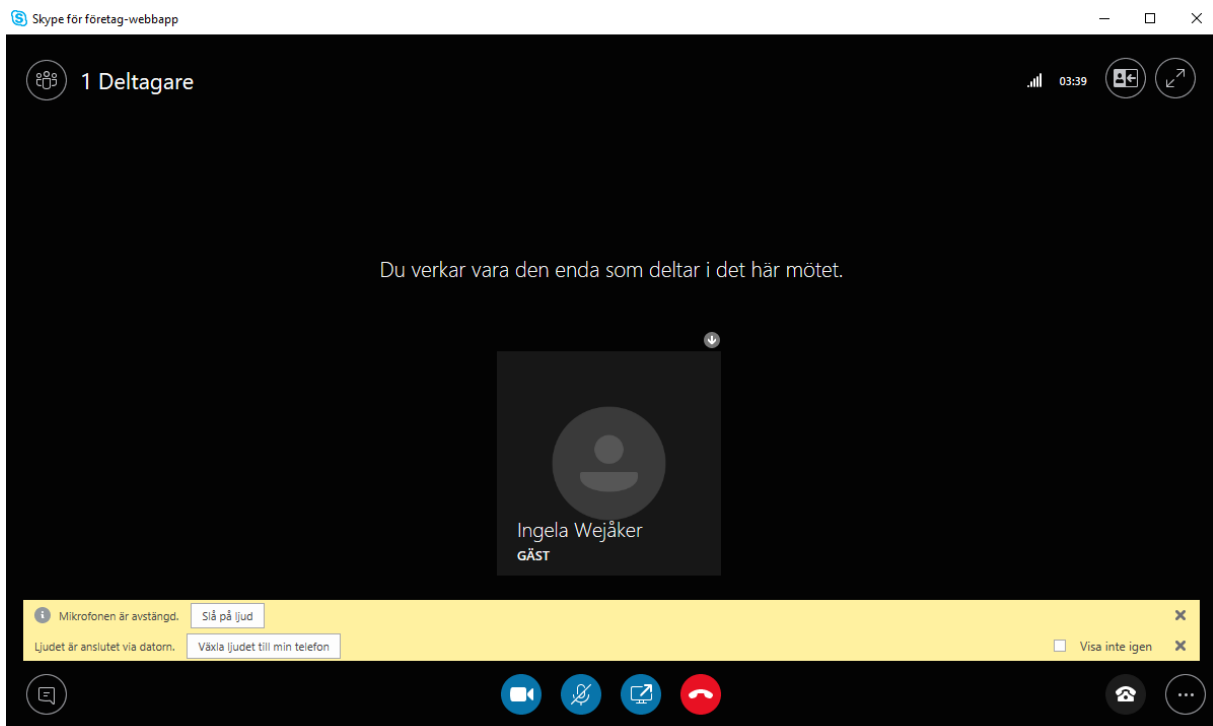 Skype för företag-webbapp
1 Deltagare
03:39
Du verkar vara den enda som deltar i det här mötet.
Ingela Wejåker
GÄST
Mikrofonen är avstängd. Slå på ljud
Ljudet är anslutet via datorn. Växla ljudet till min telefon Visa inte igen